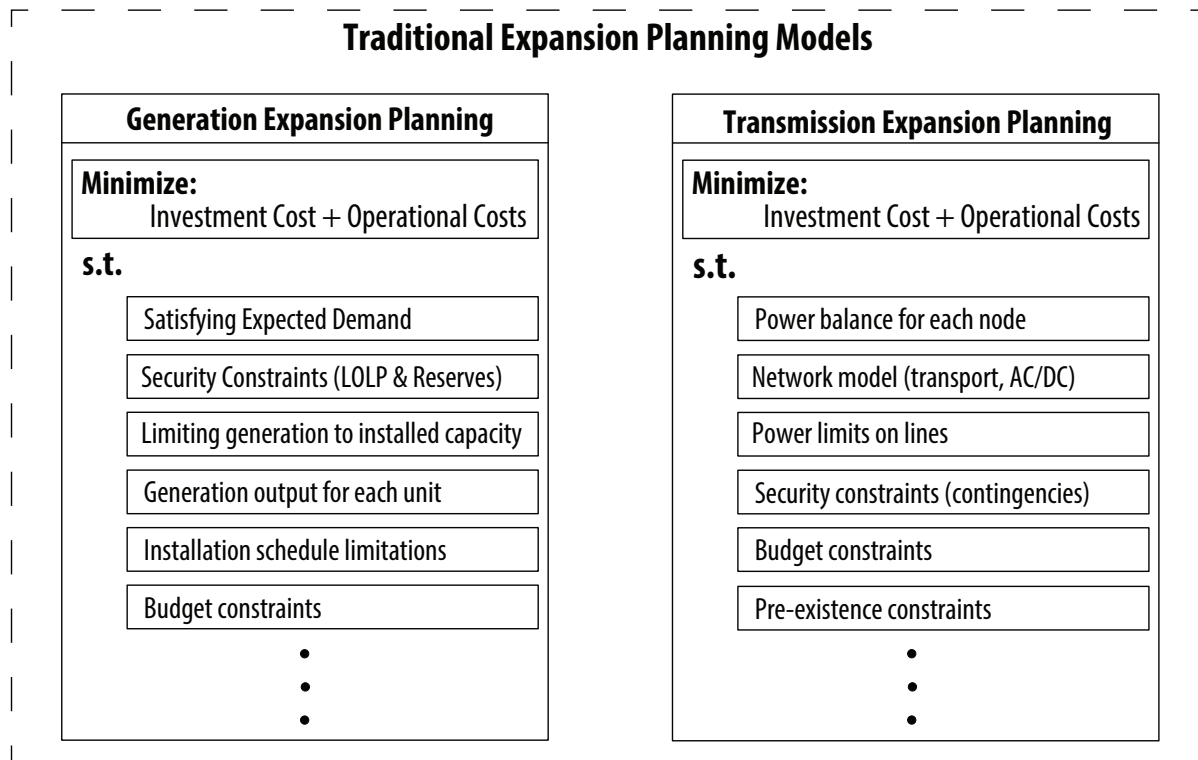 Traditional Expansion Planning Models
Generation Expansion Planning
Minimize:
Investment Cost + Operational Costs
s.t.
Satisfying Expected Demand
Security Constraints (LOLP & Reserves)
Limiting generation to installed capacity
Generation output for each unit
Installation schedule limitations
Budget constraints
Transmission Expansion Planning
Minimize:
Investment Cost + Operational Costs
s.t.
Power balance for each node
Network model (transport, AC/DC)
Power limits on lines
Security constraints (contingencies)
Budget constraints
Pre-existence constraints